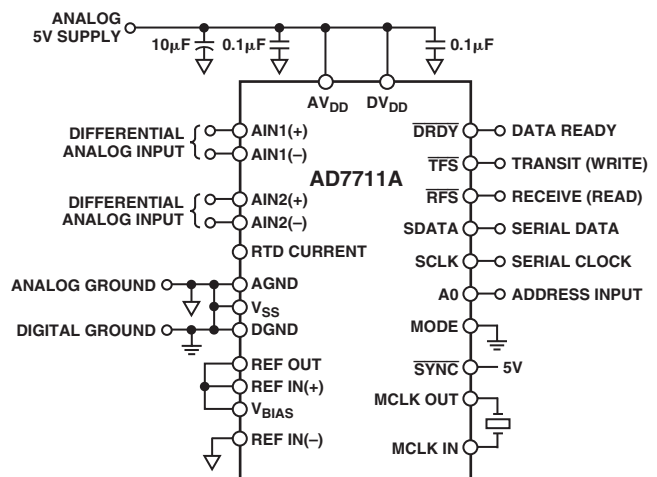 ANALOG
5V SUPPLY
10μF
0.1μF
0.1μF
AVDD
DVDD
DIFFERENTIAL
ANALOG INPUT
AIN1(+)
AIN1(–)
DIFFERENTIAL
ANALOG INPUT
AIN2(+)
AIN2(–)
RTD CURRENT
ANALOG GROUND
AGND
VSS
DIGITAL GROUND
DGND
REF OUT
REF IN(+)
VBIAS
REF IN(–)
AD7711A
DRDY
DATA READY
TFS
TRANSIT (WRITE)
RFS
RECEIVE (READ)
SDATA
SERIAL DATA
SCLK
SERIAL CLOCK
A0
ADDRESS INPUT
MODE
SYNC
5V
MCLK OUT
MCLK IN